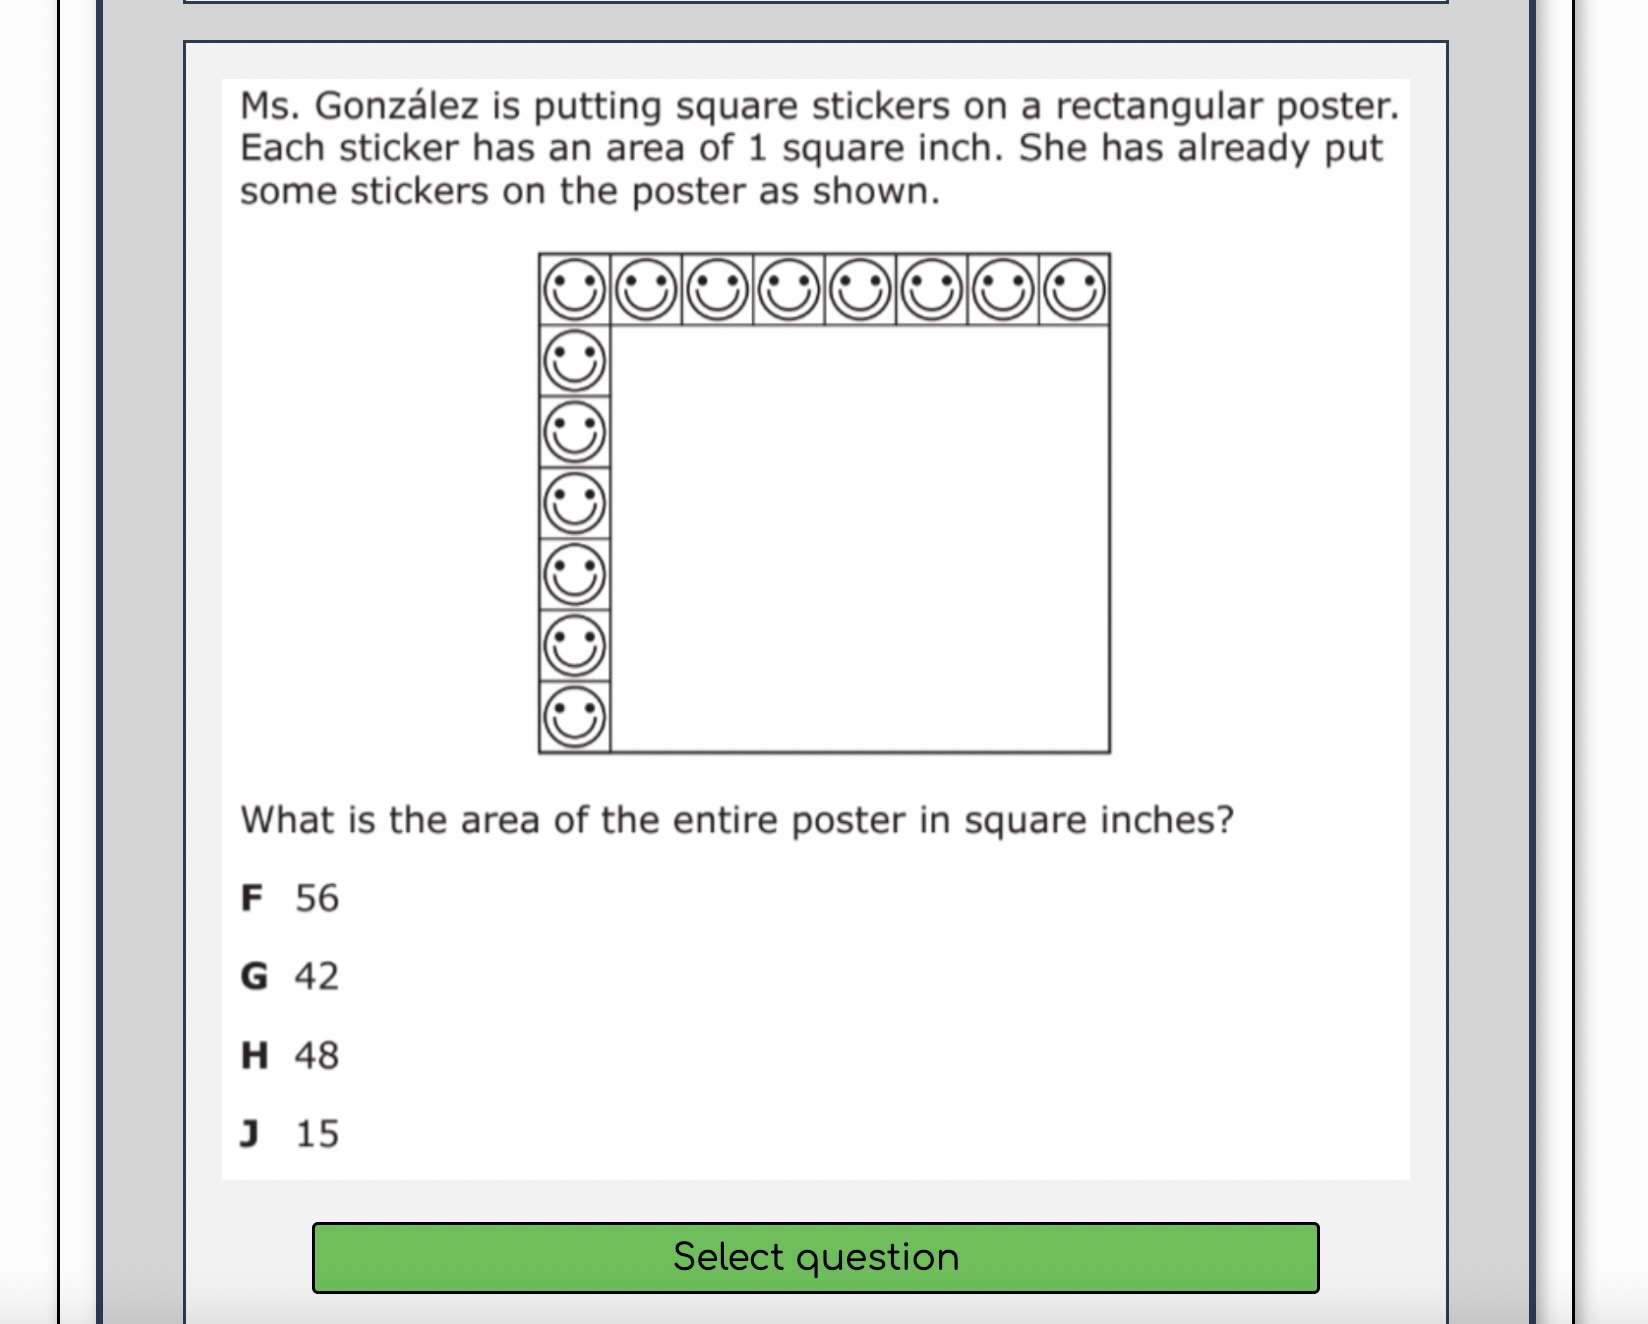 Ms. González is putting square stickers on a rectangular poster.
Each sticker has an area of 1 square inch. She has already put
some stickers on the poster as shown.
What is the area of the entire poster in square inches?
F 56
G 42
H 48
J 15
Select question